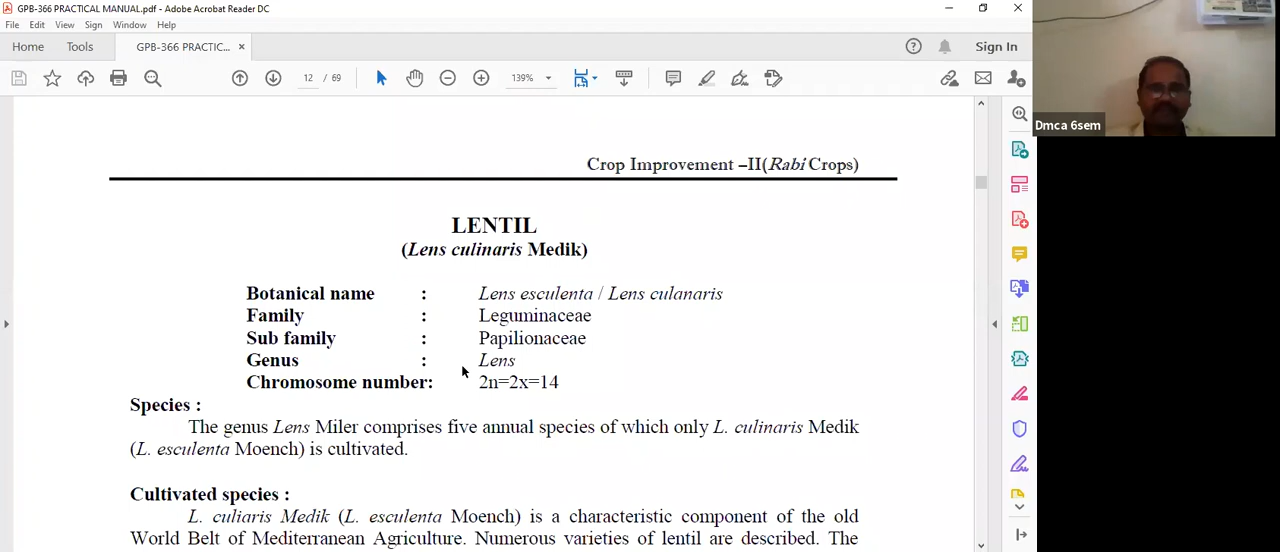 GPB-366 PRACTICAL MANUAL.pdf - Adobe Acrobat Reader DC
File Edit View Sign Window Help
Home Tools GPB-366 PRACTIC... × Sign In
12 / 69 139%
Dmca 6sem
Crop Improvement –II(Rabi Crops)
LENTIL
(Lens culinaris Medik)
Botanical name : Lens esculenta / Lens culanaris
Family : Leguminaceae
Sub family : Papilionaceae
Genus : Lens
Chromosome number: 2n=2x=14
Species :
The genus Lens Miler comprises five annual species of which only L. culinaris Medik
(L. esculenta Moench) is cultivated.
Cultivated species :
L. culiaris Medik (L. esculenta Moench) is a characteristic component of the old
World Belt of Mediterranean Agriculture. Numerous varieties of lentil are described. The